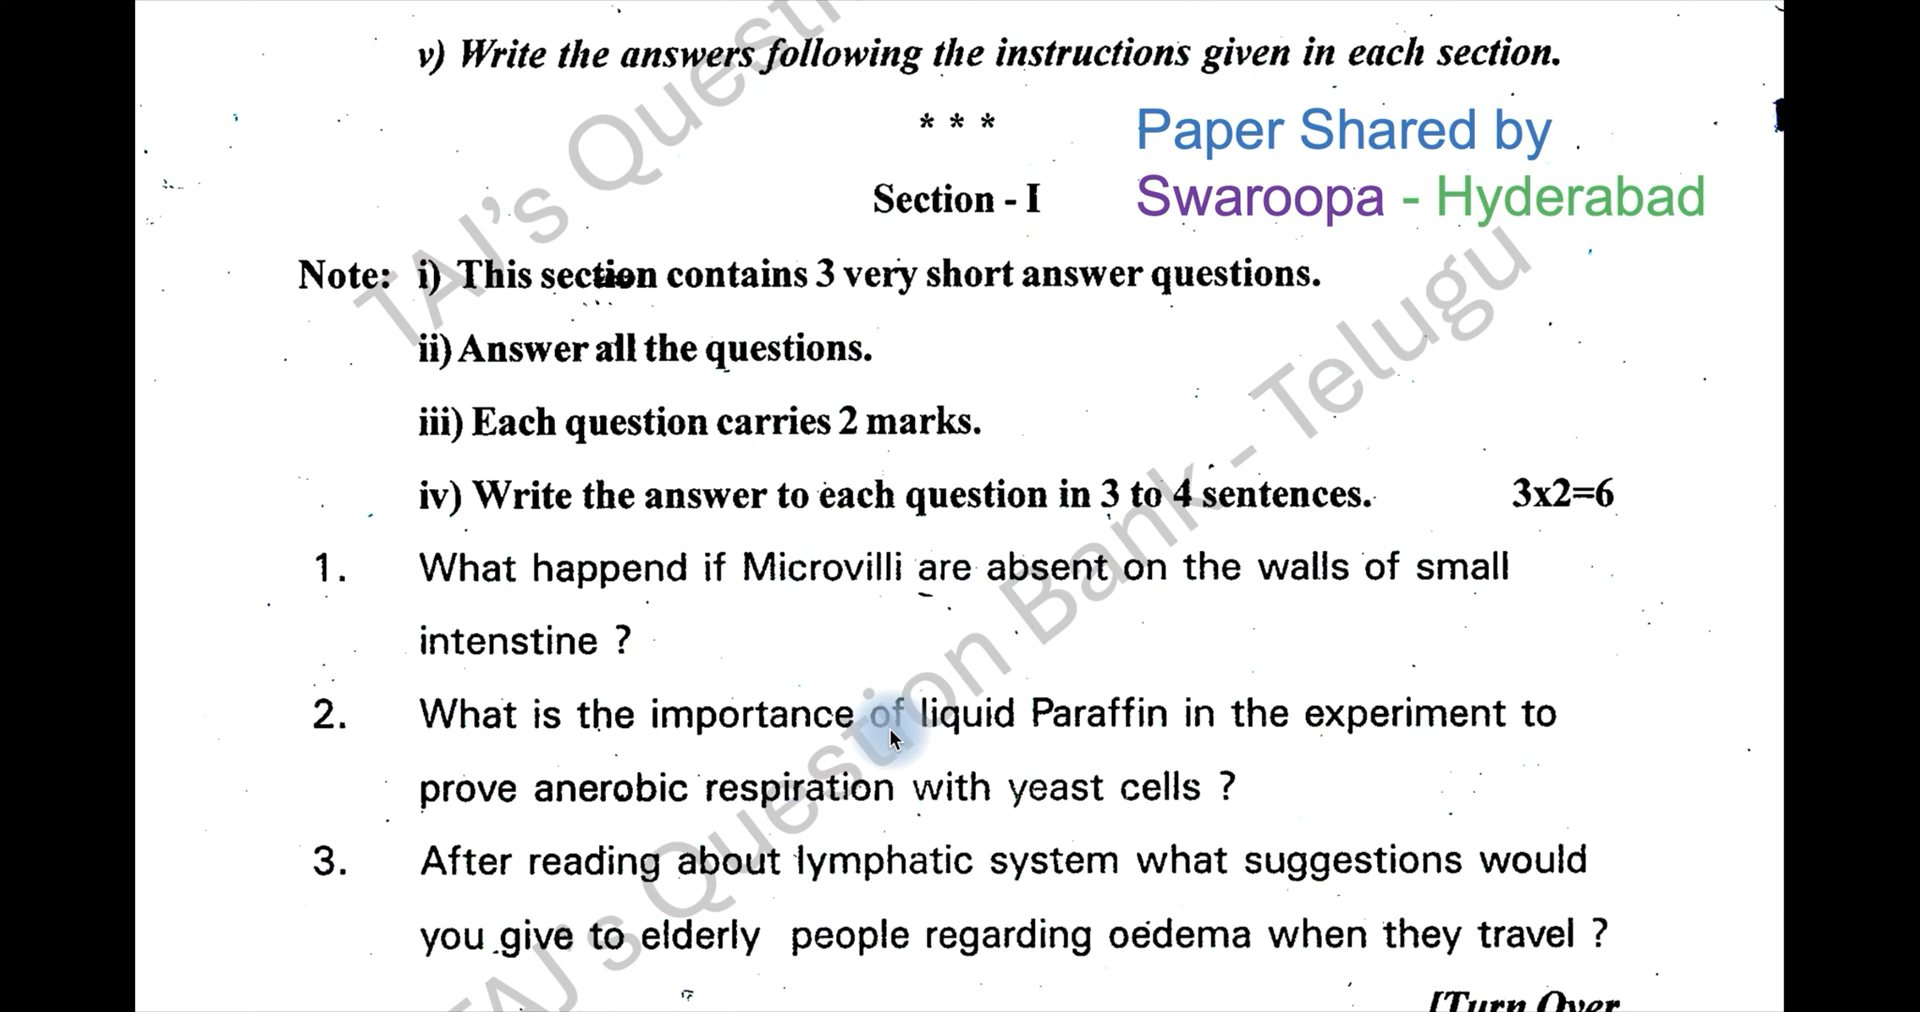 v) Write the answers following the instructions given in each section.
* * *
Paper Shared by
Swaroopa - Hyderabad
Section - I
Note: i) This section contains 3 very short answer questions.
ii) Answer all the questions.
iii) Each question carries 2 marks.
iv) Write the answer to each question in 3 to 4 sentences. 3x2=6
1. What happend if Microvilli are absent on the walls of small
intenstine ?
2. What is the importance of liquid Paraffin in the experiment to
prove anerobic respiration with yeast cells ?
3. After reading about lymphatic system what suggestions would
you give to elderly people regarding oedema when they travel ?
[Turn Over
TAJ's Question Bank - Telugu
TAJ's Question Bank - Telugu